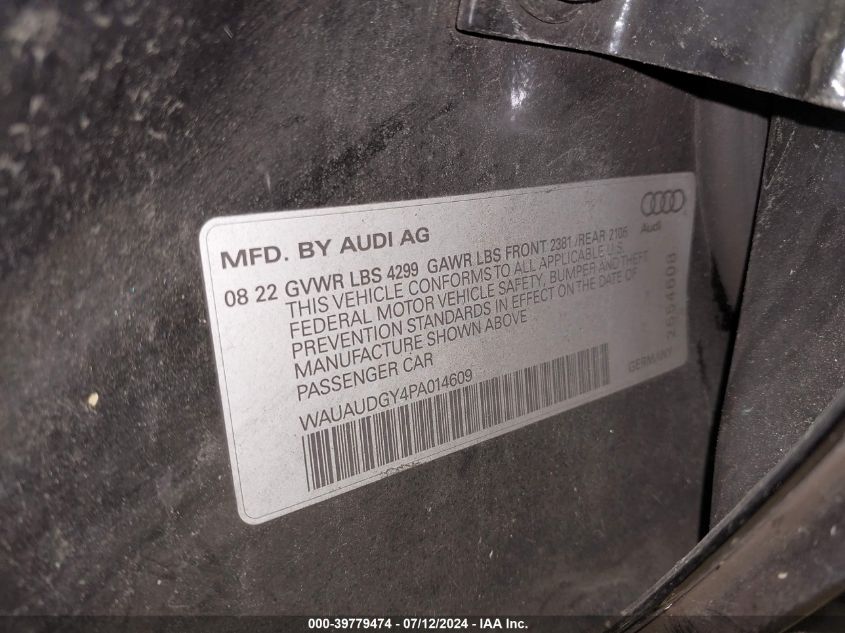 MFD. BY AUDI AG
Audi
08 22 GVWR LBS 4299 GAWR LBS FRONT 2381 /REAR 2106
THIS VEHICLE CONFORMS TO ALL APPLICABLE U.S.
FEDERAL MOTOR VEHICLE SAFETY, BUMPER AND THEFT
PREVENTION STANDARDS IN EFFECT ON THE DATE OF
MANUFACTURE SHOWN ABOVE
PASSENGER CAR
WAUAUDGY4PA014609
GERMANY
000-39779474 / 07/12/2024 - IAA Inc.